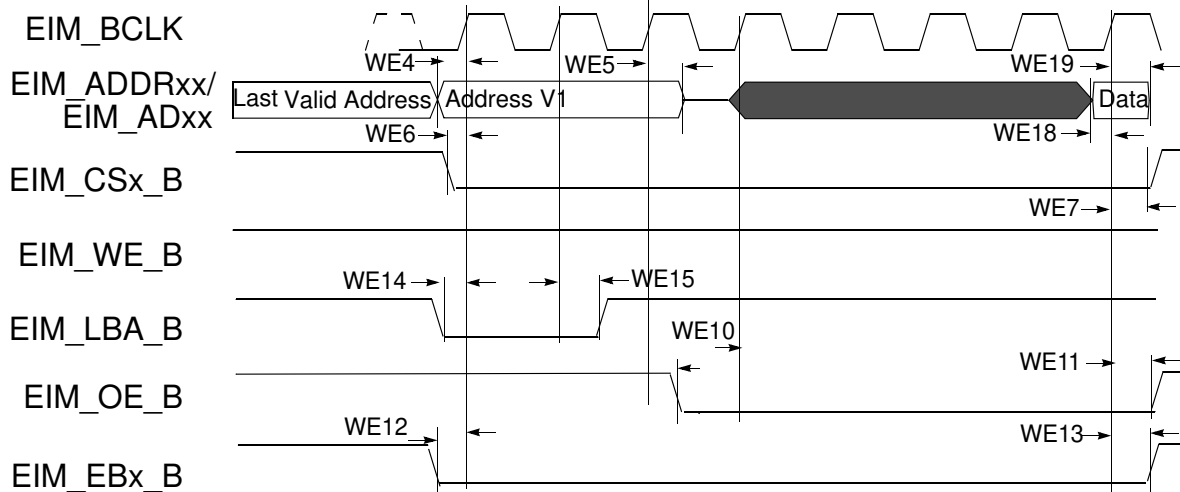 EIM_BCLK
WE4
WE5
WE19
EIM_ADDRxx/
EIM_ADxx
Last Valid Address
Address V1
Data
WE6
WE18
EIM_CSx_B
WE7
EIM_WE_B
WE14
WE15
EIM_LBA_B
WE10
WE11
EIM_OE_B
WE12
WE13
EIM_EBx_B